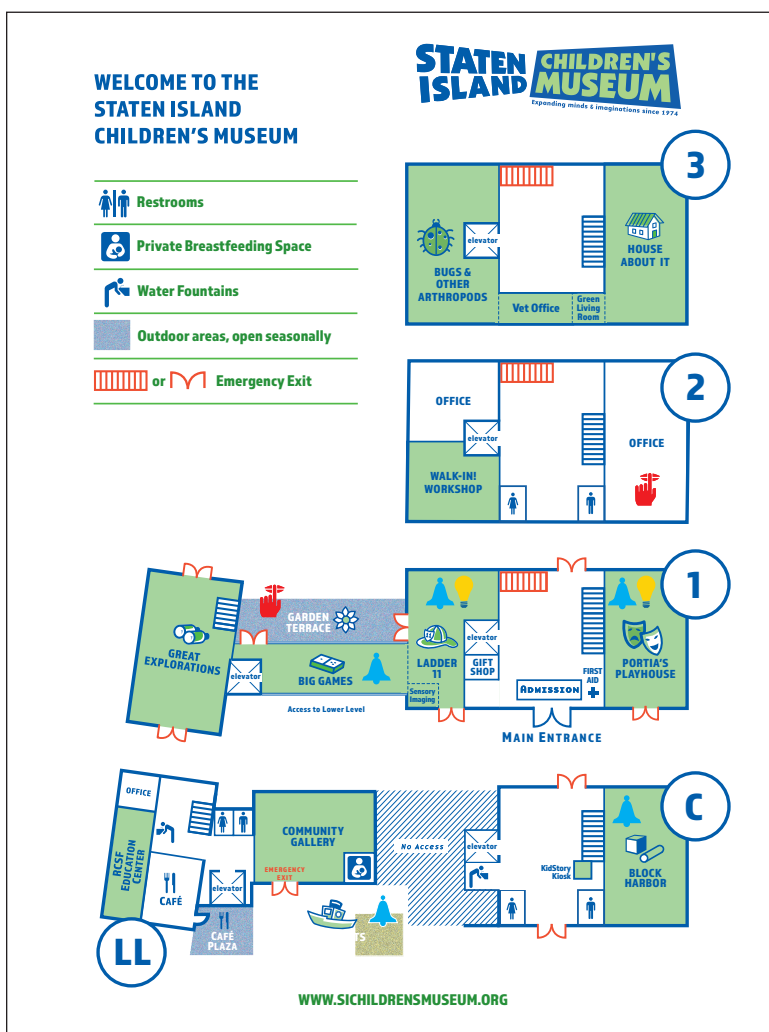 WELCOME TO THE
STATEN ISLAND
CHILDREN'S MUSEUM
STATEN
ISLAND
CHILDREN'S
MUSEUM
Expanding minds & imaginations since 1974
Restrooms
Private Breastfeeding Space
Water Fountains
Outdoor areas, open seasonally
or
Emergency Exit
3
elevator
BUGS &
OTHER
ARTHROPODS
HOUSE
ABOUT IT
Vet Office
Green
Living
Room
2
OFFICE
elevator
OFFICE
WALK-IN!
WORKSHOP
1
GARDEN
TERRACE
GREAT
EXPLORATIONS
elevator
BIG GAMES
LADDER
11
elevator
GIFT
SHOP
Sensory
Imaging
FIRST
AID
PORTIA'S
PLAYHOUSE
ADMISSION
Access to Lower Level
MAIN ENTRANCE
C
OFFICE
RCSF
EDUCATION
CENTER
CAFÉ
elevator
COMMUNITY
GALLERY
EMERGENCY
EXIT
No Access
elevator
KidStory
Kiosk
BLOCK
HARBOR
CAFÉ
PLAZA
TS
LL
WWW.SICHILDRENSMUSEUM.ORG